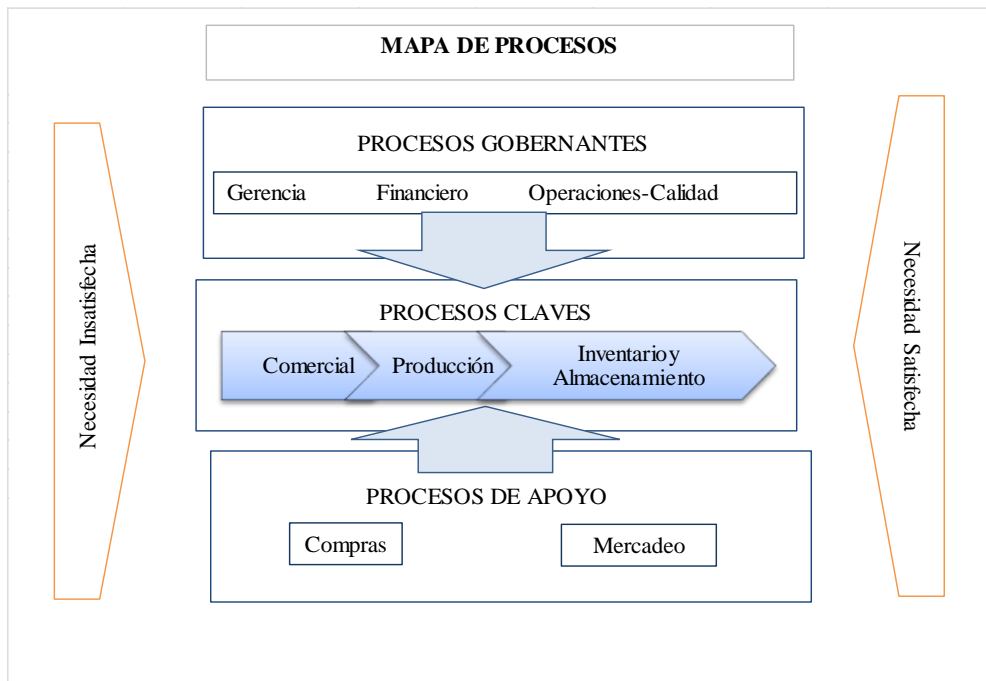 MAPA DE PROCESOS
Necesidad Insatisfecha
PROCESOS GOBERNANTES
Gerencia Financiero Operaciones-Calidad
PROCESOS CLAVES
Comercial Producción Inventario y
Almacenamiento
PROCESOS DE APOYO
Compras Mercadeo
Necesidad Satisfecha